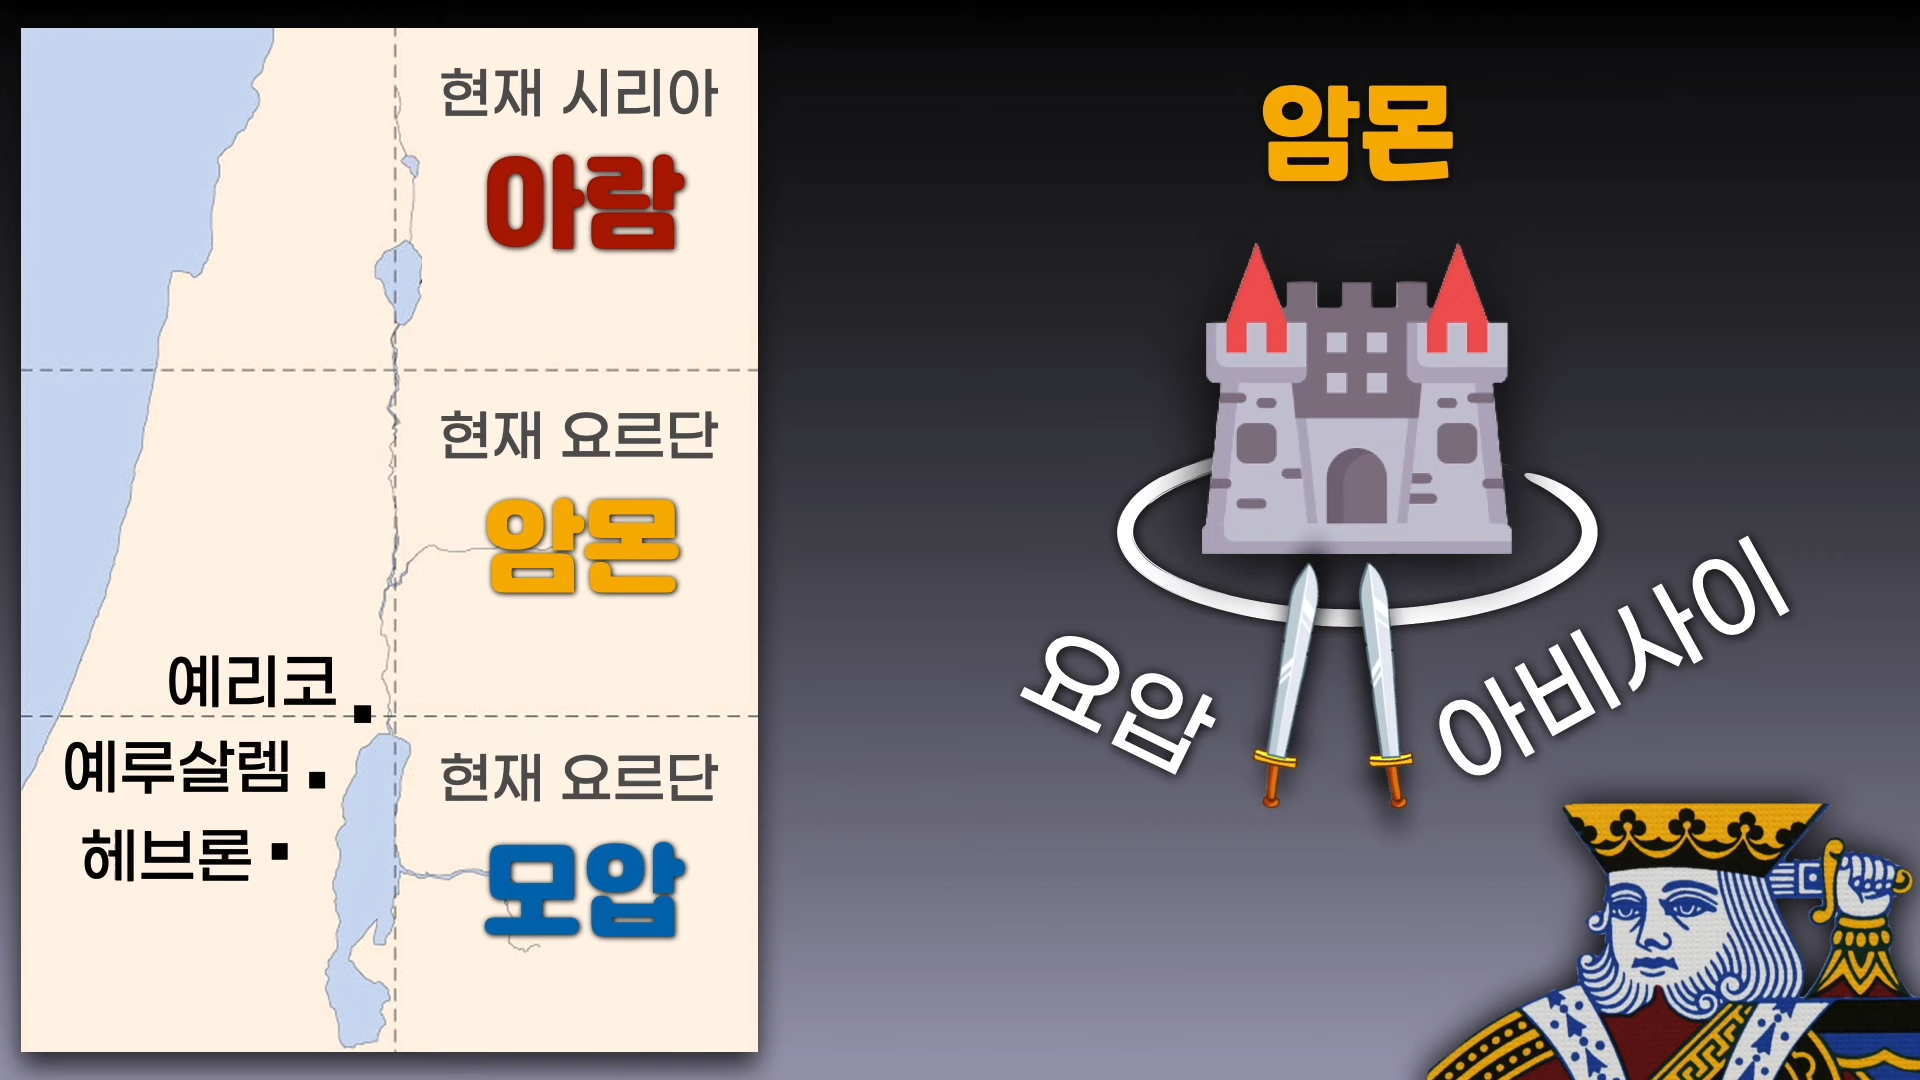 현재 시리아
아람
현재 요르단
암몬
예리코
예루살렘
헤브론
현재 요르단
모압
암몬
요압
아비사이